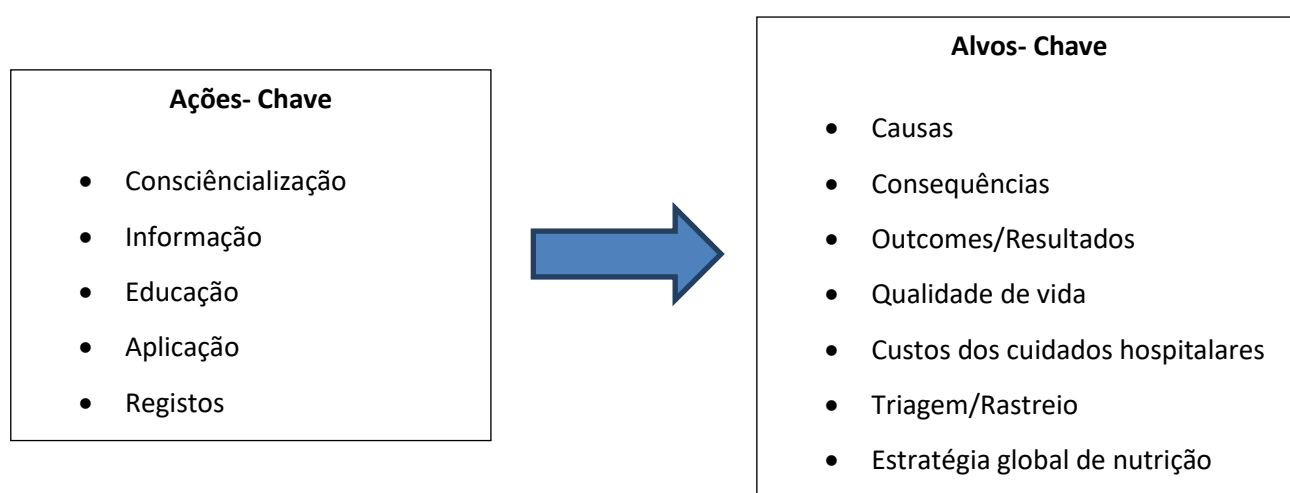 Ações- Chave
• Consciêncialização
• Informação
• Educação
• Aplicação
• Registos
Alvos- Chave
• Causas
• Consequências
• Outcomes/Resultados
• Qualidade de vida
• Custos dos cuidados hospitalares
• Triagem/Rastreio
• Estratégia global de nutrição